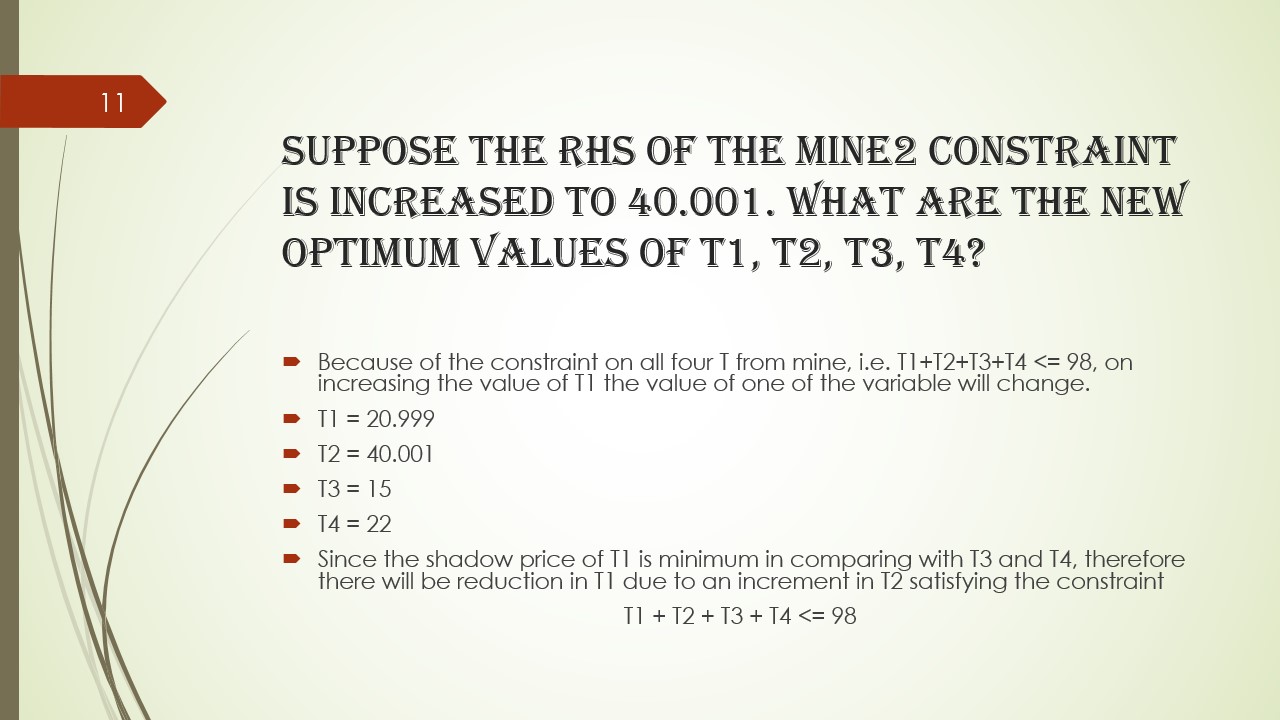 11
SUPPOSE THE RHS OF THE MINE2 CONSTRAINT
IS INCREASED TO 40.001. WHAT ARE THE NEW
OPTIMUM VALUES OF T1, T2, T3, T4?
Because of the constraint on all four T from mine, i.e. T1+T2+T3+T4 <= 98, on
increasing the value of T1 the value of one of the variable will change.
T1 = 20.999
T2 = 40.001
T3 = 15
T4 = 22
Since the shadow price of T1 is minimum in comparing with T3 and T4, therefore
there will be reduction in T1 due to an increment in T2 satisfying the constraint
T1 + T2 + T3 + T4 <= 98